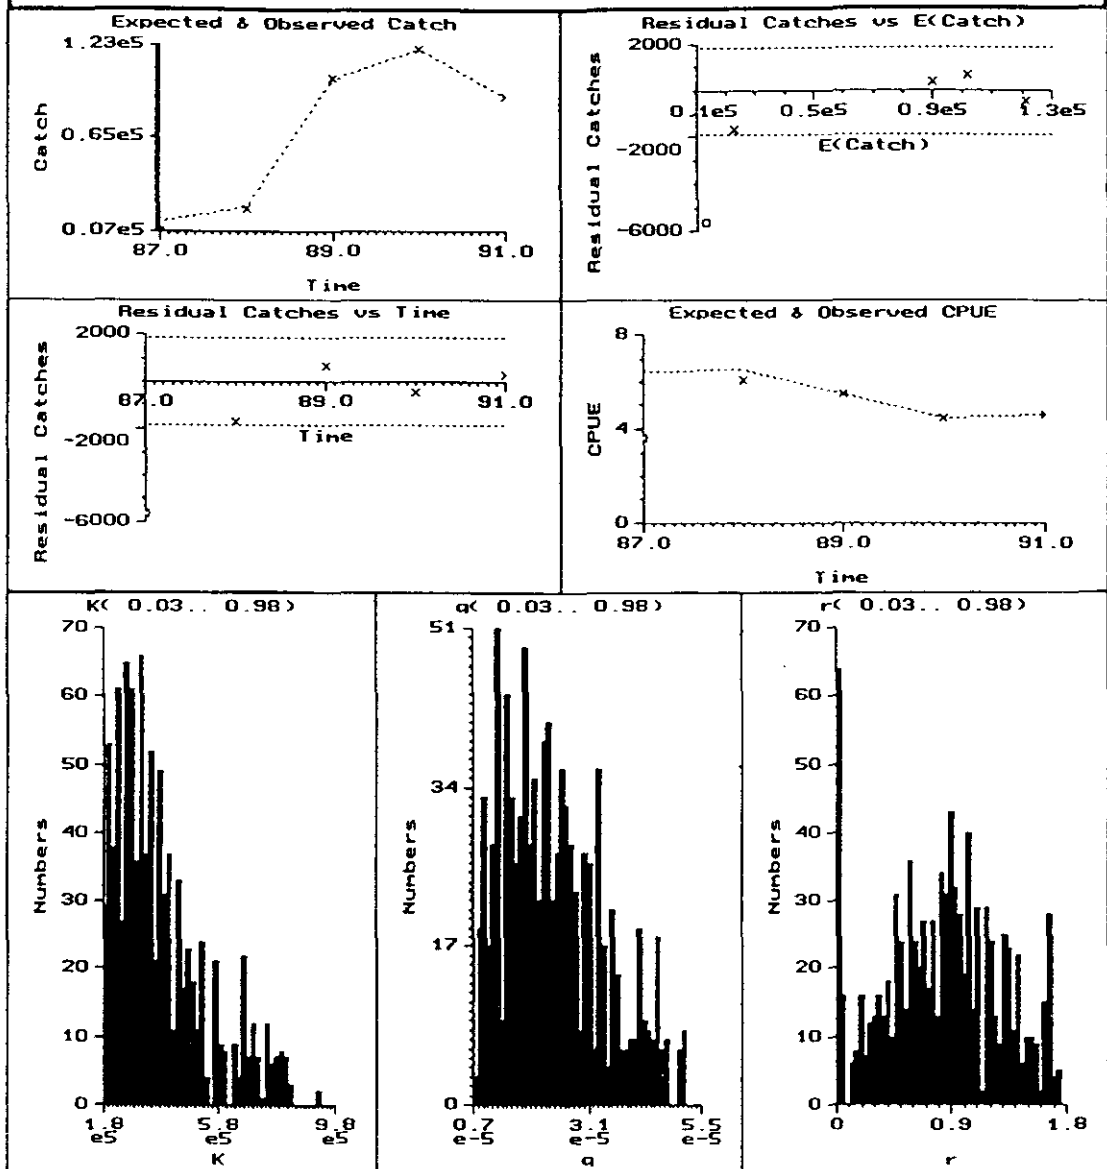 Expected & Observed Catch
1.23e5
0.65e5
0.07e5
Catch
87.0 89.0 91.0
Time
Residual Catches vs E(Catch)
2000
0.1e5 0.5e5 0.9e5 1.3e5
-2000
E(Catch)
-6000
Residual Catches
Residual Catches vs Time
2000
87.0 89.0 91.0
-2000
Time
-6000
Residual Catches
Expected & Observed CPUE
8
4
0
CPUE
87.0 89.0 91.0
Time
K( 0.03.. 0.98)
70
60
50
40
30
20
10
0
Numbers
1.8 5.8 9.8
e5 e5 e5
K
q( 0.03.. 0.98)
51
34
17
0
Numbers
0.7 3.1 5.5
e-5 e-5 e-5
q
r( 0.03.. 0.98)
70
60
50
40
30
20
10
0
Numbers
0 0.9 1.8
r